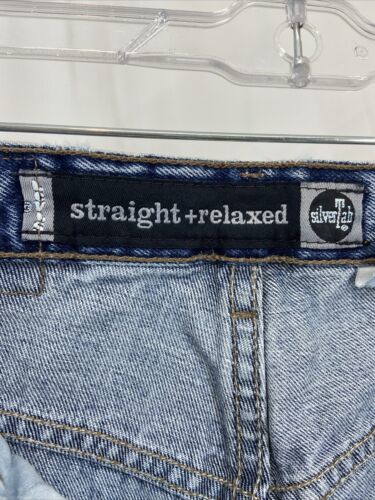 LEVI'S ®
straight+relaxed
silverTab ®